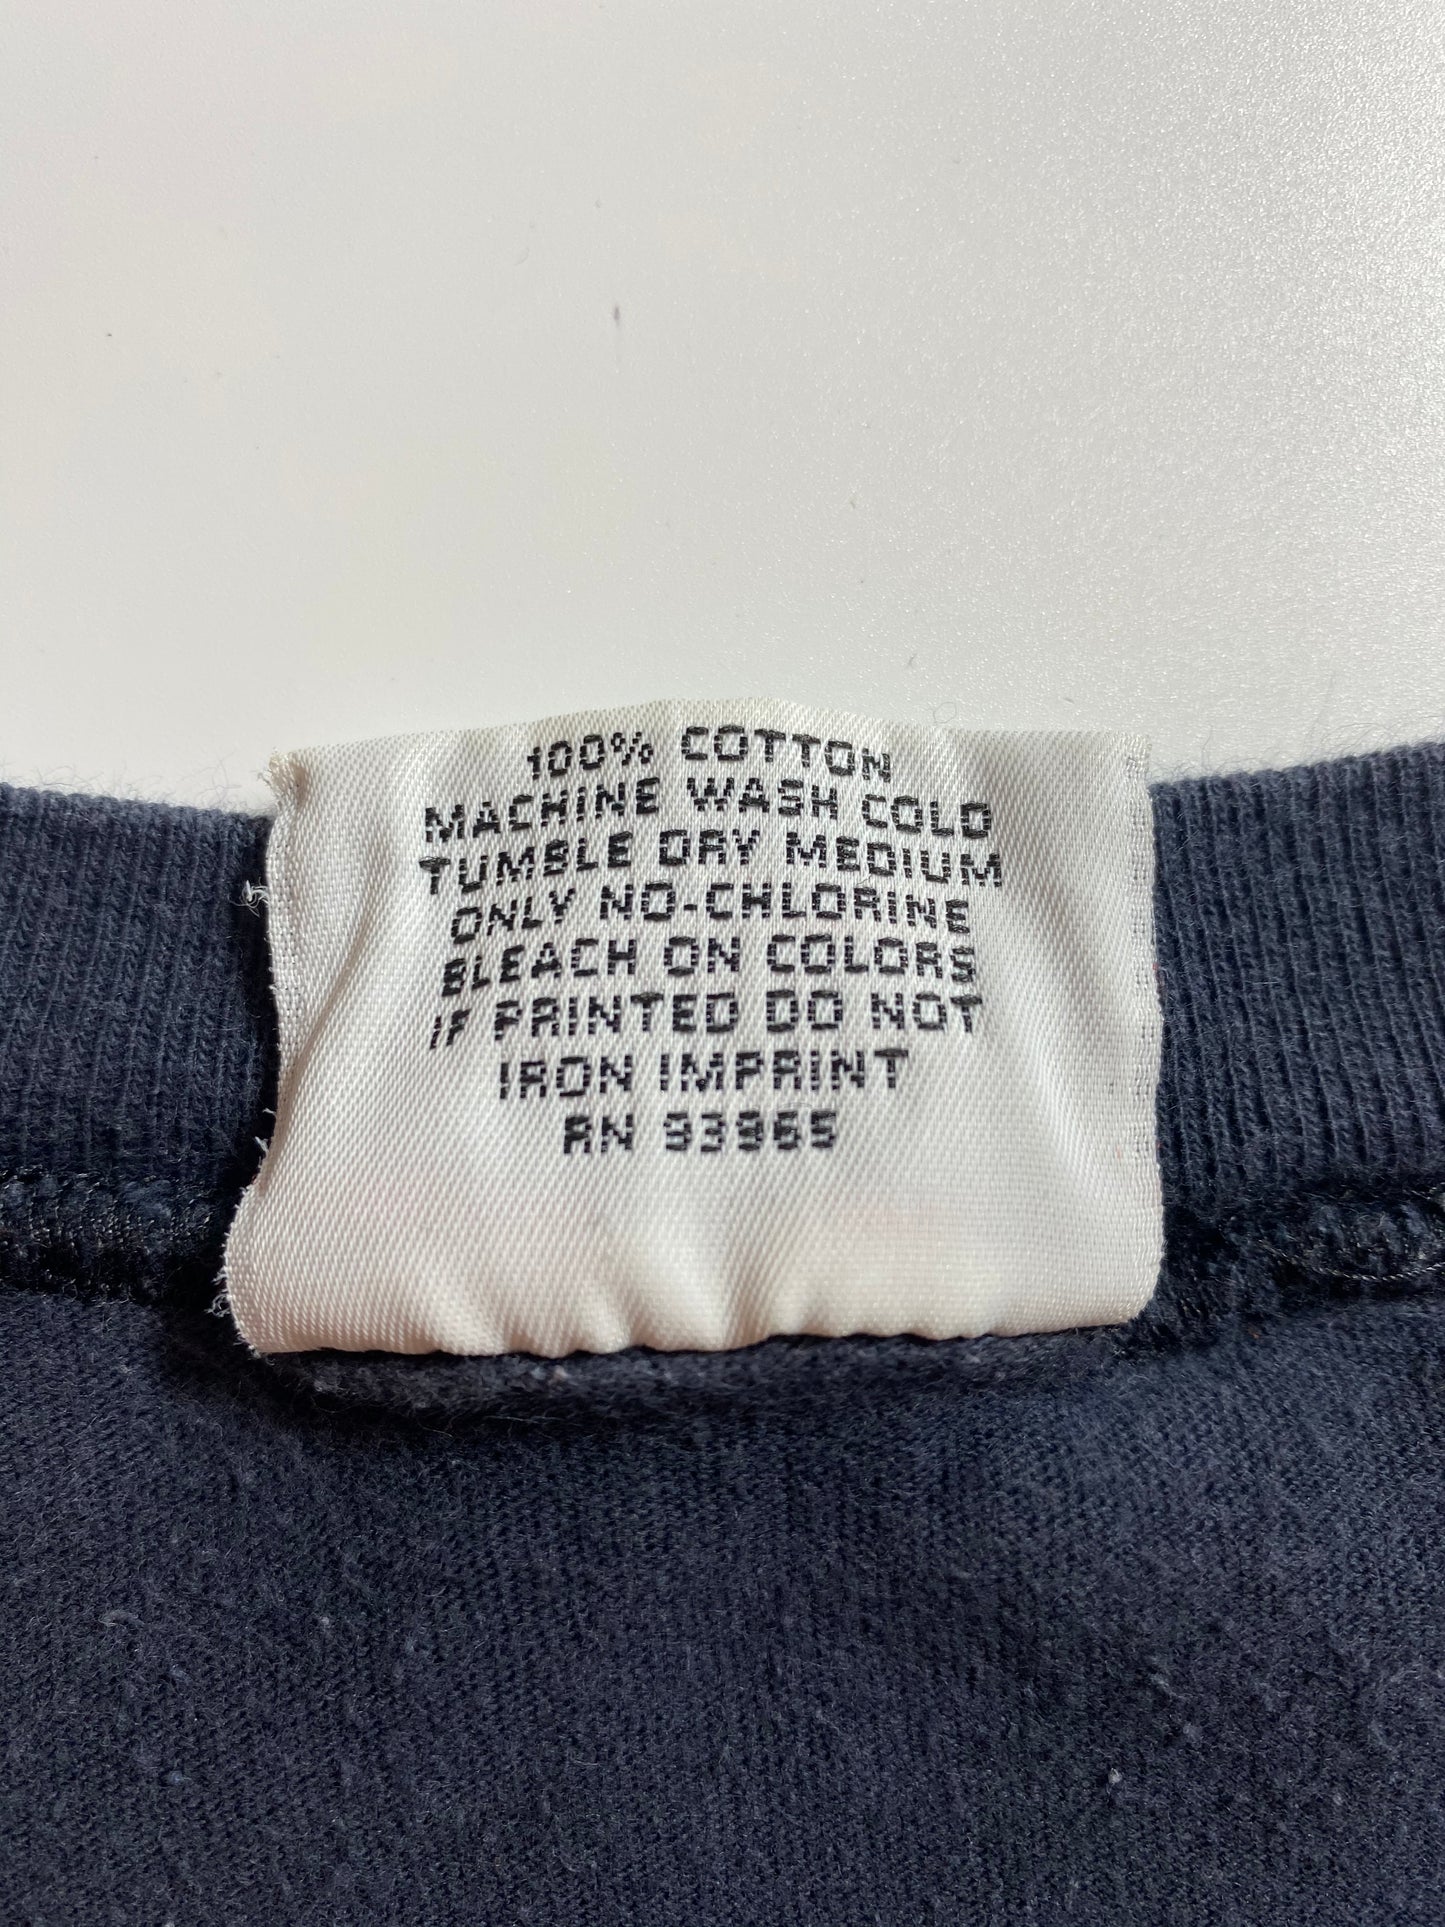 100% COTTON
MACHINE WASH COLD
TUMBLE DRY MEDIUM
ONLY NO-CHLORINE
BLEACH ON COLORS
IF PRINTED DO NOT
IRON IMPRINT
RN 93965